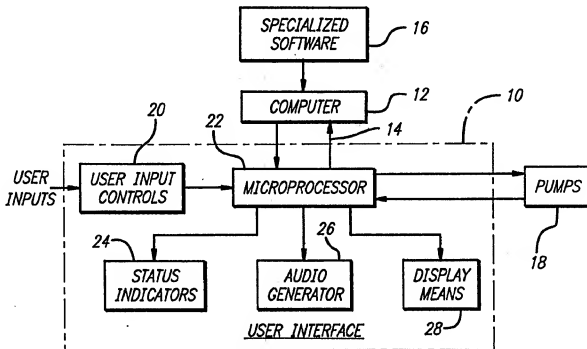 SPECIALIZED
SOFTWARE
16
COMPUTER
12
10
14
20
22
USER
INPUTS
USER INPUT
CONTROLS
MICROPROCESSOR
PUMPS
18
24
STATUS
INDICATORS
26
AUDIO
GENERATOR
DISPLAY
MEANS
28
USER INTERFACE